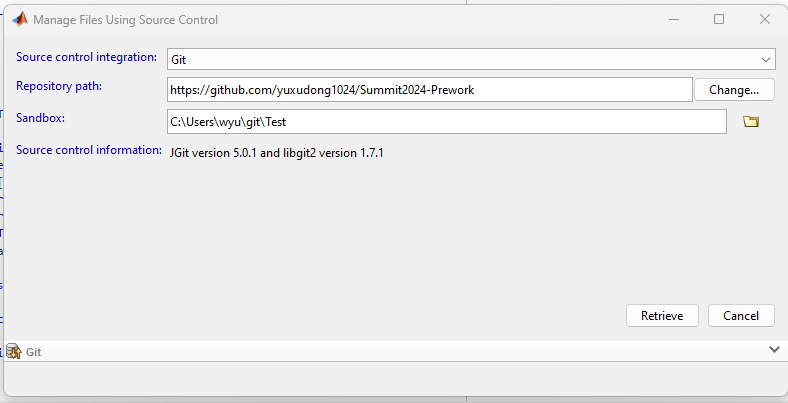 Manage Files Using Source Control
Source control integration: Git
Repository path: https://github.com/yuxudong1024/Summit2024-Prework Change...
Sandbox: C:\Users\wyu\git\Test
Source control information: JGit version 5.0.1 and libgit2 version 1.7.1
Retrieve Cancel
Git